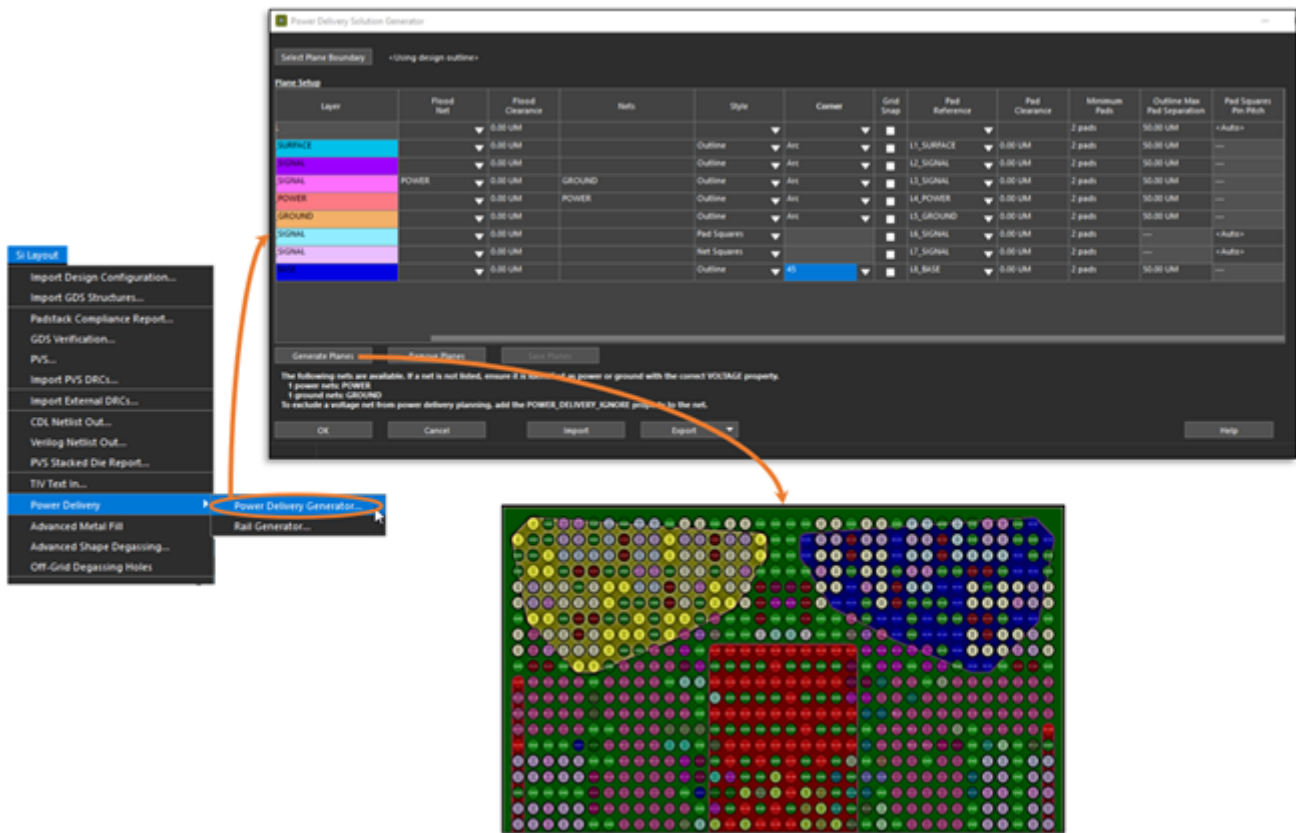 Power Delivery Solution Generator
Select Plane Boundary <Using design outline>
Plane Setup
Layer Flood Net Flood Clearance Nets Style Corner Grid Snap Pad Reference Pad Clearance Minimum Pads Outline Max Pad Separation Pad Squares Pin Pitch
0.00 UM 2 pads 50.00 UM <Auto>
SURFACE 0.00 UM Outline Arc L1_SURFACE 0.00 UM 2 pads 50.00 UM ---
SIGNAL 0.00 UM Outline Arc L2_SIGNAL 0.00 UM 2 pads 50.00 UM ---
SIGNAL POWER 0.00 UM GROUND Outline Arc L3_SIGNAL 0.00 UM 2 pads 50.00 UM ---
POWER 0.00 UM POWER Outline Arc L4_POWER 0.00 UM 2 pads 50.00 UM ---
GROUND 0.00 UM Outline Arc L5_GROUND 0.00 UM 2 pads 50.00 UM ---
SIGNAL 0.00 UM Pad Squares L6_SIGNAL 0.00 UM 2 pads --- <Auto>
SIGNAL 0.00 UM Net Squares L7_SIGNAL 0.00 UM 2 pads --- <Auto>
BASE 0.00 UM Outline 45 L8_BASE 0.00 UM 2 pads 50.00 UM ---
Generate Planes Remove Planes Save Planes
The following nets are available. If a net is not listed, ensure it is identified as power or ground with the correct VOLTAGE property.
1 power nets: POWER
1 ground nets: GROUND
To exclude a voltage net from power delivery planning, add the POWER_DELIVERY_IGNORE property to the net.
OK Cancel Import Export Help
Si Layout
Import Design Configuration...
Import GDS Structures...
Padstack Compliance Report...
GDS Verification...
PVS...
Import PVS DRCs...
Import External DRCs...
CDL Netlist Out...
Verilog Netlist Out...
PVS Stacked Die Report...
TIV Text In...
Power Delivery
Advanced Metal Fill
Advanced Shape Degassing...
Off-Grid Degassing Holes
Power Delivery Generator...
Rail Generator...